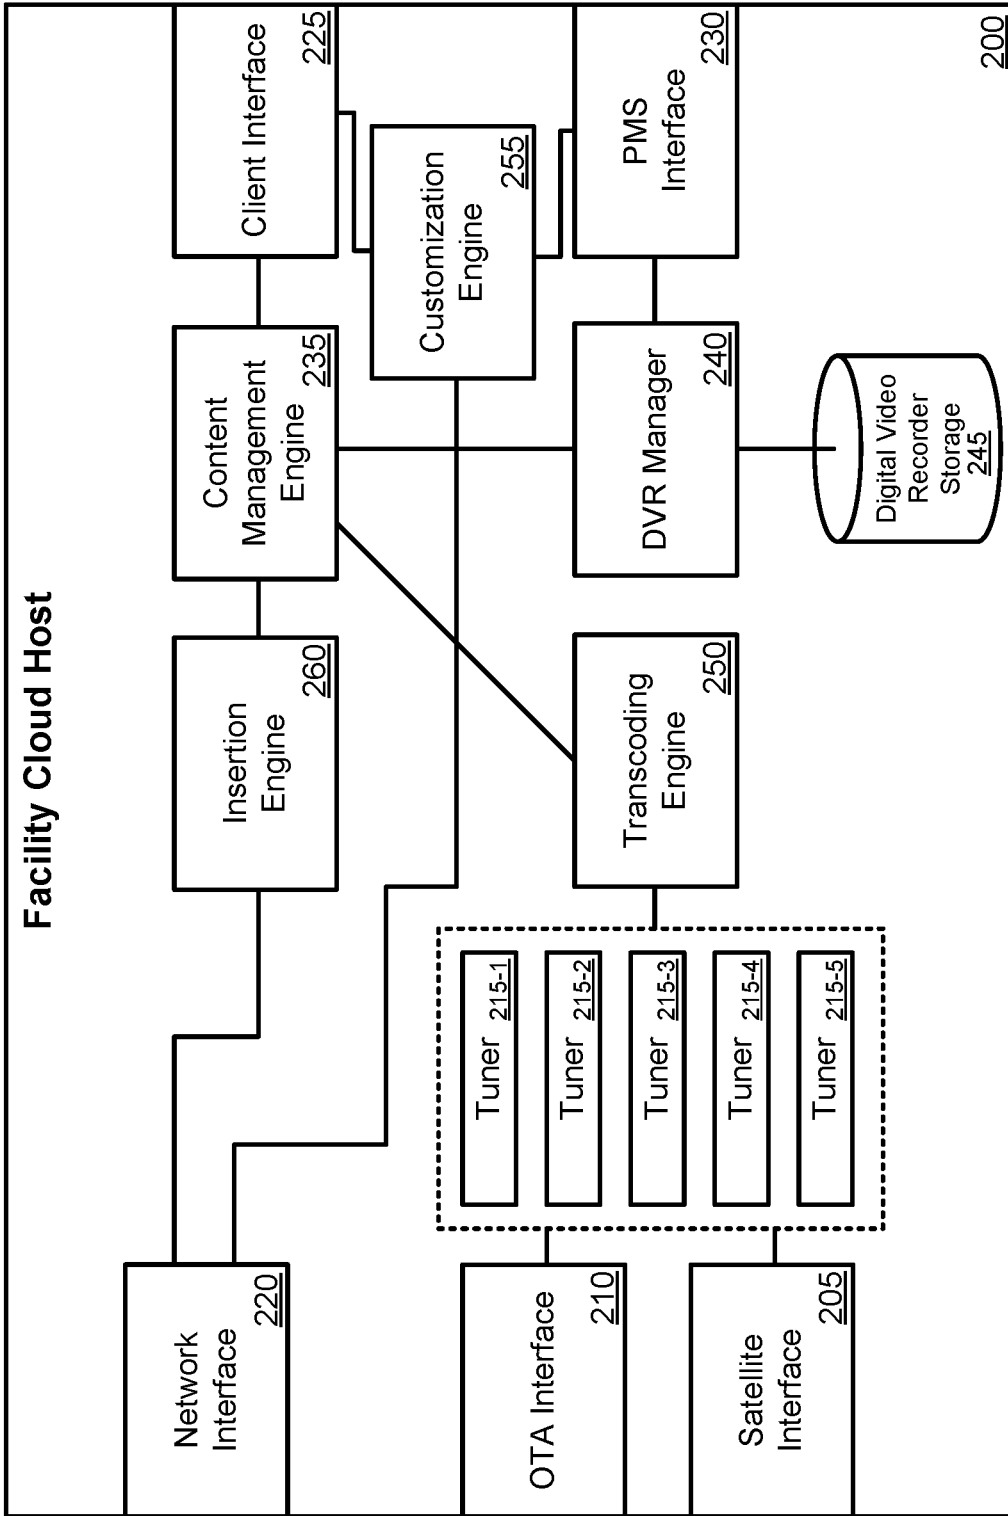 Facility Cloud Host
Network
Interface
220
Insertion
Engine
260
Content
Management
Engine
235
Client Interface
225
Customization
Engine
255
OTA Interface
210
Satellite
Interface
205
Tuner 215-1
Tuner 215-2
Tuner 215-3
Tuner 215-4
Tuner 215-5
Transcoding
Engine
250
DVR Manager
240
PMS
Interface
230
Digital Video
Recorder
Storage
245
200